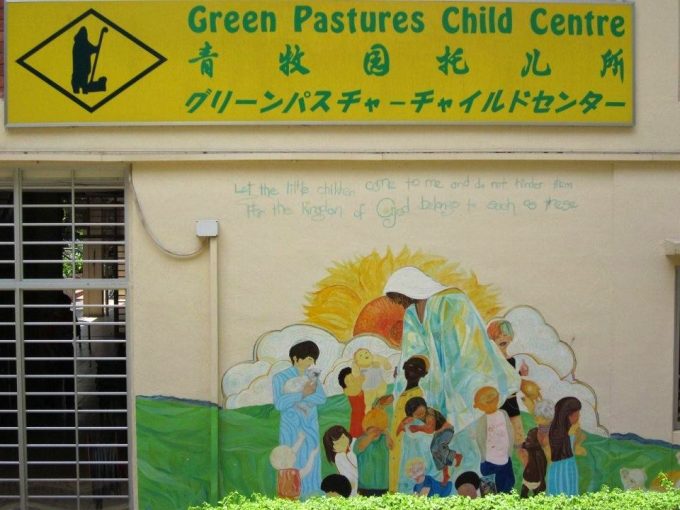 Green Pastures Child Centre
青牧园托儿所
グリーンパスチャーチャイルドセンター
Let the little children come to me and do not hinder them
for the kingdom of God belongs to such as these